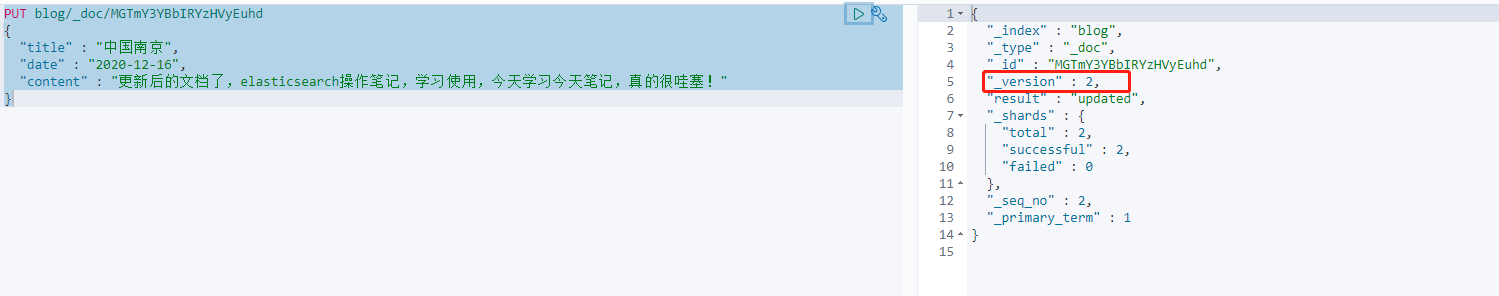 PUT blog/_doc/MGTmY3YBbIRYzHVyEuhd
{
  "title" : "中国南京",
  "date" : "2020-12-16",
  "content" : "更新后的文档了，elasticsearch操作笔记，学习使用，今天学习今天笔记，真的很哇塞！"
}
1 {
2   "_index" : "blog",
3   "_type" : "_doc",
4   "_id" : "MGTmY3YBbIRYzHVyEuhd",
5   "_version" : 2,
6   "result" : "updated",
7   "_shards" : {
8     "total" : 2,
9     "successful" : 2,
10     "failed" : 0
11   },
12   "_seq_no" : 2,
13   "_primary_term" : 1
14 }
15